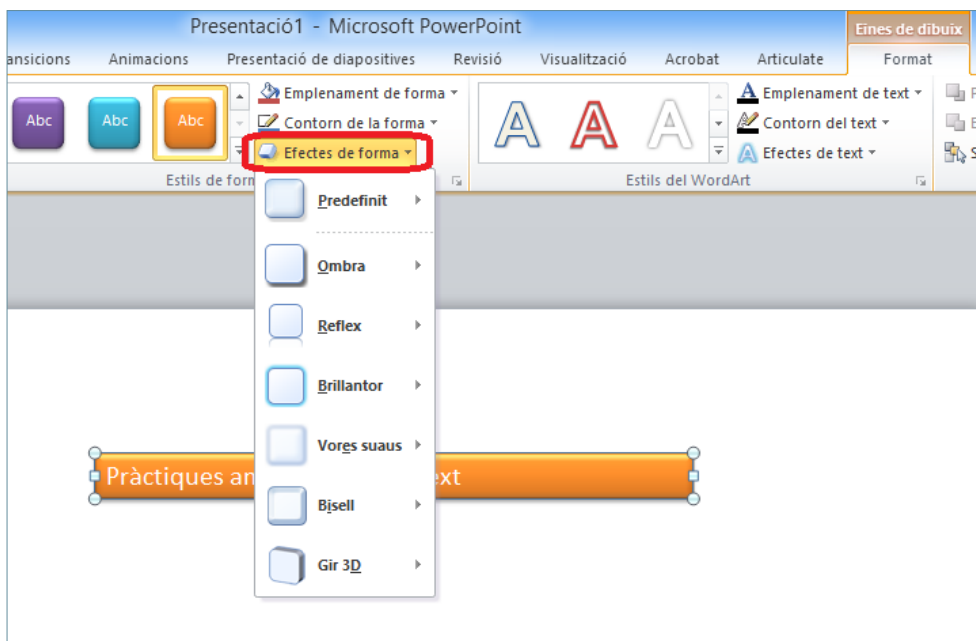 Presentació1 - Microsoft PowerPoint
Eines de dibuix
ansicions Animacions Presentació de diapositives Revisió Visualització Acrobat Articulate Format
Abc Abc Abc
Emplenament de forma
Contorn de la forma
Efectes de forma
Emplenament de text
Contorn del text
Efectes de text
Estils de form
Estils del WordArt
Predefinit
Ombra
Reflex
Brillantor
Vores suaus
Bisell
Gir 3D
Pràctiques am ext